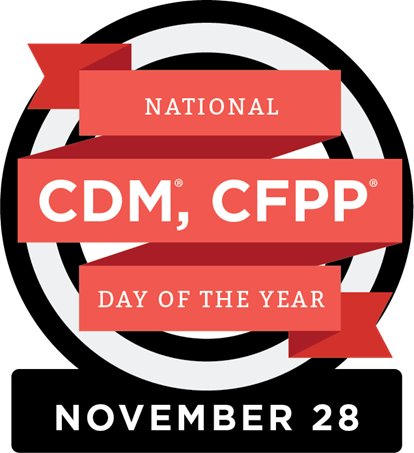 NATIONAL
CDM®, CFPP®
DAY OF THE YEAR
NOVEMBER 28